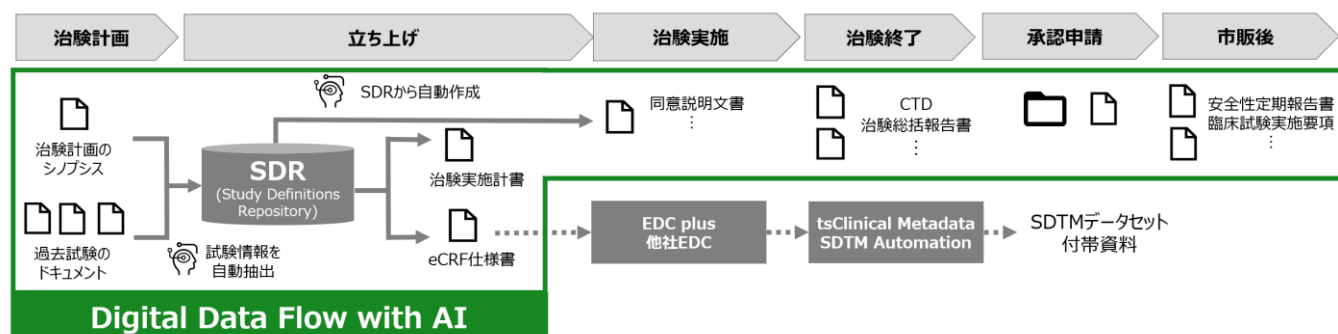 治験計画
立ち上げ
治験実施
治験終了
承認申請
市販後
治験計画の
シノプシス
過去試験の
ドキュメント
試験情報を
自動抽出
SDR
(Study Definitions
Repository)
SDRから自動作成
治験実施計書
eCRF仕様書
同意説明文書
⋮
CTD
治験総括報告書
⋮
安全性定期報告書
臨床試験実施要項
⋮
EDC plus
他社EDC
tsClinical Metadata
SDTM Automation
SDTMデータセット
付帯資料
Digital Data Flow with AI